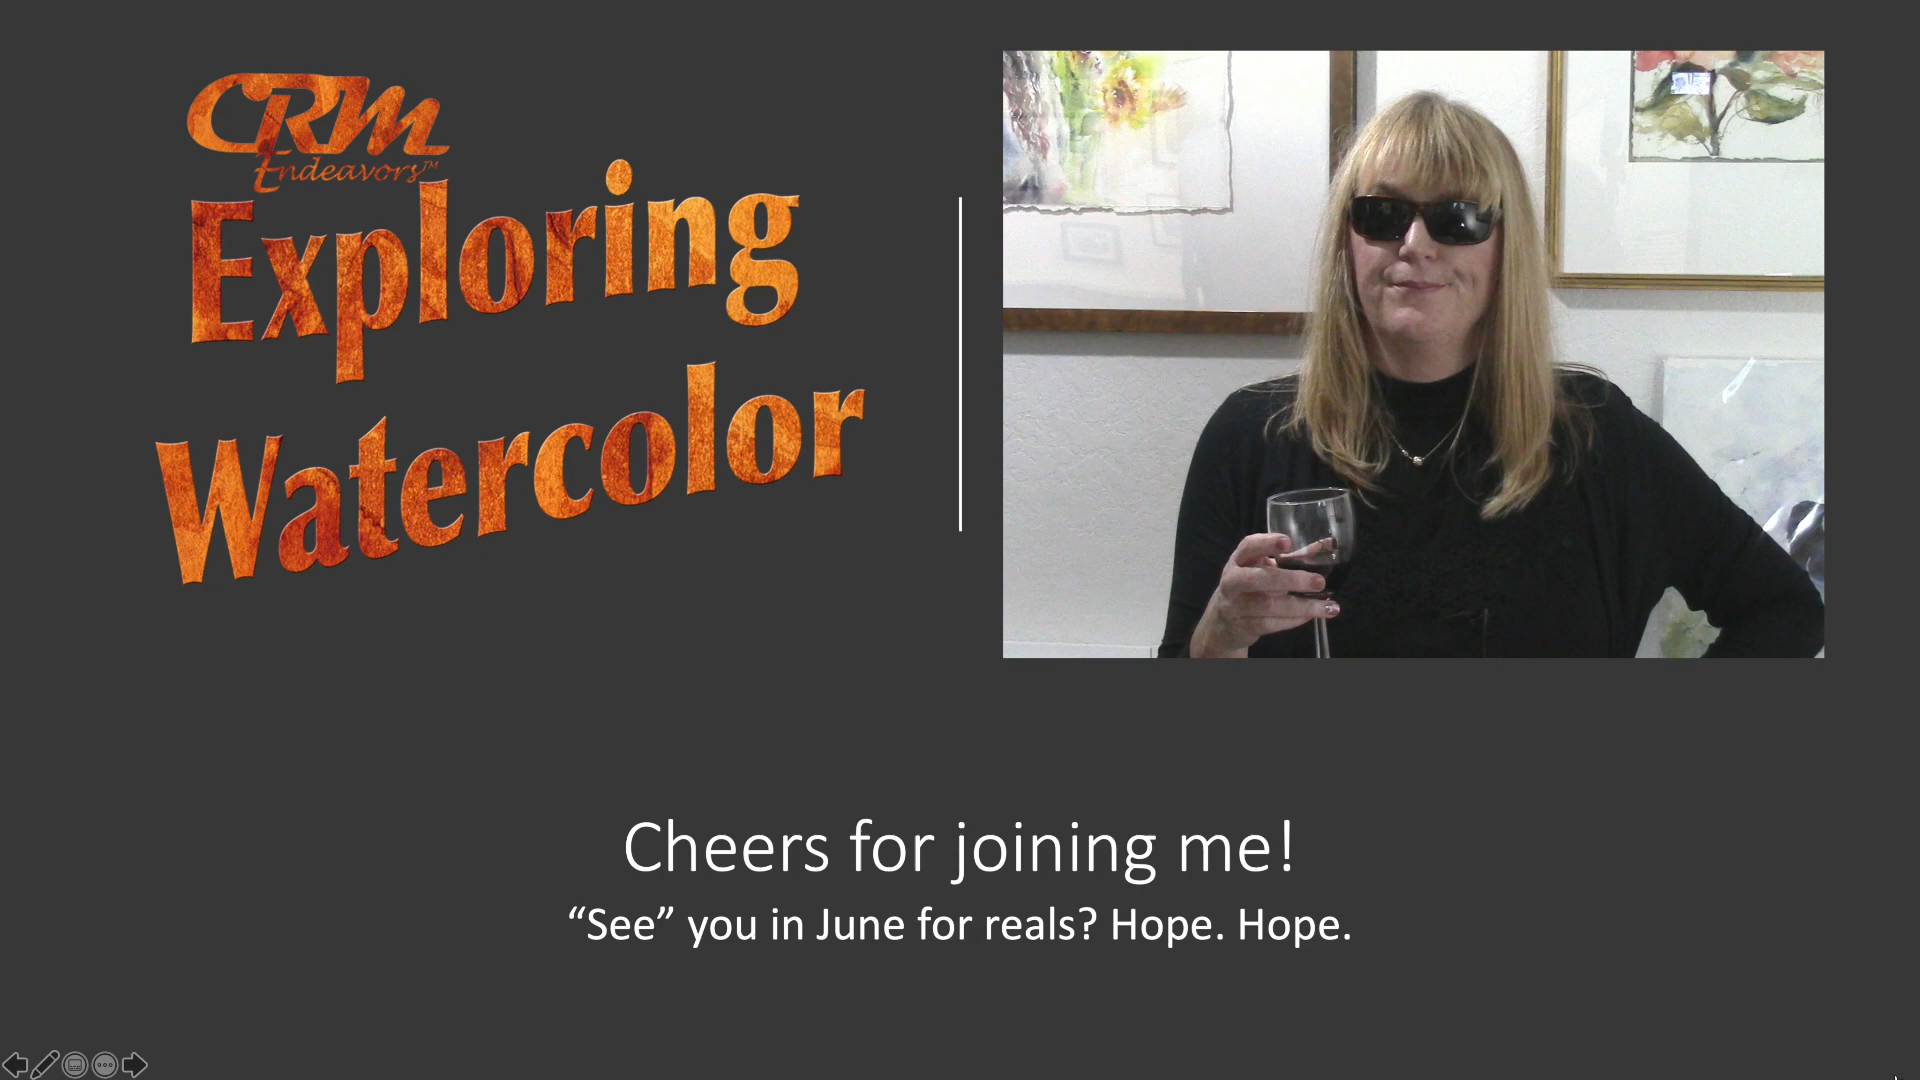 CRM
Endeavors™
Exploring
Watercolor
Cheers for joining me!
“See” you in June for reals? Hope. Hope.